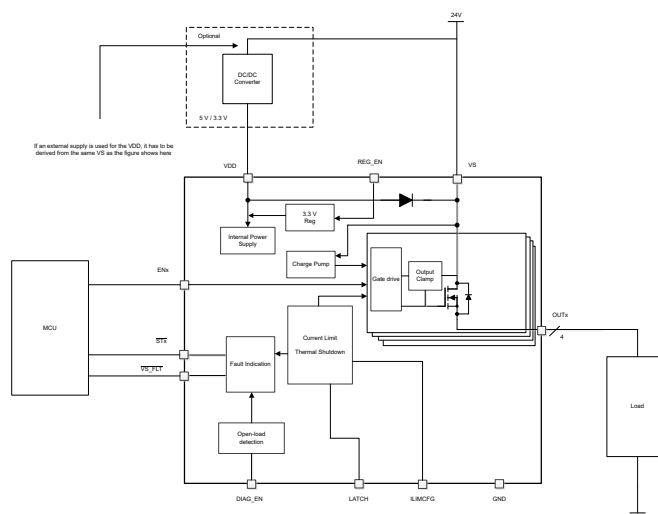 24V
Optional
DC/DC
Converter
5 V / 3.3 V
If an external supply is used for the VDD, it has to be
derived from the same VS as the figure shows here
VDD
REG_EN
VS
3.3 V
Reg
Internal Power
Supply
Charge Pump
Gate drive
Output
Clamp
ENx
MCU
OUTx
4
STx
VS_FLT
Fault Indication
Current Limit
Thermal Shutdown
Load
Open-load
detection
DIAG_EN
LATCH
ILIMCFG
GND